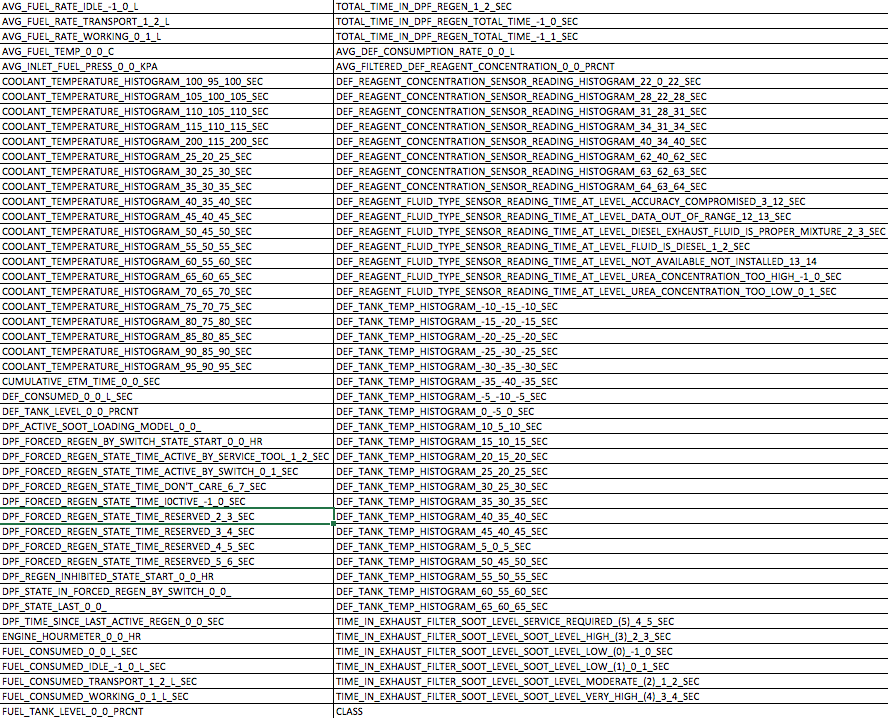 AVG_FUEL_RATE_IDLE_-1_0_L
AVG_FUEL_RATE_TRANSPORT_1_2_L
AVG_FUEL_RATE_WORKING_0_1_L
AVG_FUEL_TEMP_0_0_C
AVG_INLET_FUEL_PRESS_0_0_KPA
COOLANT_TEMPERATURE_HISTOGRAM_100_95_100_SEC
COOLANT_TEMPERATURE_HISTOGRAM_105_100_105_SEC
COOLANT_TEMPERATURE_HISTOGRAM_110_105_110_SEC
COOLANT_TEMPERATURE_HISTOGRAM_115_110_115_SEC
COOLANT_TEMPERATURE_HISTOGRAM_200_115_200_SEC
COOLANT_TEMPERATURE_HISTOGRAM_25_20_25_SEC
COOLANT_TEMPERATURE_HISTOGRAM_30_25_30_SEC
COOLANT_TEMPERATURE_HISTOGRAM_35_30_35_SEC
COOLANT_TEMPERATURE_HISTOGRAM_40_35_40_SEC
COOLANT_TEMPERATURE_HISTOGRAM_45_40_45_SEC
COOLANT_TEMPERATURE_HISTOGRAM_50_45_50_SEC
COOLANT_TEMPERATURE_HISTOGRAM_55_50_55_SEC
COOLANT_TEMPERATURE_HISTOGRAM_60_55_60_SEC
COOLANT_TEMPERATURE_HISTOGRAM_65_60_65_SEC
COOLANT_TEMPERATURE_HISTOGRAM_70_65_70_SEC
COOLANT_TEMPERATURE_HISTOGRAM_75_70_75_SEC
COOLANT_TEMPERATURE_HISTOGRAM_80_75_80_SEC
COOLANT_TEMPERATURE_HISTOGRAM_85_80_85_SEC
COOLANT_TEMPERATURE_HISTOGRAM_90_85_90_SEC
COOLANT_TEMPERATURE_HISTOGRAM_95_90_95_SEC
CUMULATIVE_ETM_TIME_0_0_SEC
DEF_CONSUMED_0_0_L_SEC
DEF_TANK_LEVEL_0_0_PRCNT
DPF_ACTIVE_SOOT_LOADING_MODEL_0_0_
DPF_FORCED_REGEN_BY_SWITCH_STATE_START_0_0_HR
DPF_FORCED_REGEN_STATE_TIME_ACTIVE_BY_SERVICE_TOOL_1_2_SEC
DPF_FORCED_REGEN_STATE_TIME_ACTIVE_BY_SWITCH_0_1_SEC
DPF_FORCED_REGEN_STATE_TIME_DON'T_CARE_6_7_SEC
DPF_FORCED_REGEN_STATE_TIME_I0CTIVE_-1_0_SEC
DPF_FORCED_REGEN_STATE_TIME_RESERVED_2_3_SEC
DPF_FORCED_REGEN_STATE_TIME_RESERVED_3_4_SEC
DPF_FORCED_REGEN_STATE_TIME_RESERVED_4_5_SEC
DPF_FORCED_REGEN_STATE_TIME_RESERVED_5_6_SEC
DPF_REGEN_INHIBITED_STATE_START_0_0_HR
DPF_STATE_IN_FORCED_REGEN_BY_SWITCH_0_0_
DPF_STATE_LAST_0_0_
DPF_TIME_SINCE_LAST_ACTIVE_REGEN_0_0_SEC
ENGINE_HOURMETER_0_0_HR
FUEL_CONSUMED_0_0_L_SEC
FUEL_CONSUMED_IDLE_-1_0_L_SEC
FUEL_CONSUMED_TRANSPORT_1_2_L_SEC
FUEL_CONSUMED_WORKING_0_1_L_SEC
FUEL_TANK_LEVEL_0_0_PRCNT
TOTAL_TIME_IN_DPF_REGEN_1_2_SEC
TOTAL_TIME_IN_DPF_REGEN_TOTAL_TIME_-1_0_SEC
TOTAL_TIME_IN_DPF_REGEN_TOTAL_TIME_-1_1_SEC
AVG_DEF_CONSUMPTION_RATE_0_0_L
AVG_FILTERED_DEF_REAGENT_CONCENTRATION_0_0_PRCNT
DEF_REAGENT_CONCENTRATION_SENSOR_READING_HISTOGRAM_22_0_22_SEC
DEF_REAGENT_CONCENTRATION_SENSOR_READING_HISTOGRAM_28_22_28_SEC
DEF_REAGENT_CONCENTRATION_SENSOR_READING_HISTOGRAM_31_28_31_SEC
DEF_REAGENT_CONCENTRATION_SENSOR_READING_HISTOGRAM_34_31_34_SEC
DEF_REAGENT_CONCENTRATION_SENSOR_READING_HISTOGRAM_40_34_40_SEC
DEF_REAGENT_CONCENTRATION_SENSOR_READING_HISTOGRAM_62_40_62_SEC
DEF_REAGENT_CONCENTRATION_SENSOR_READING_HISTOGRAM_63_62_63_SEC
DEF_REAGENT_CONCENTRATION_SENSOR_READING_HISTOGRAM_64_63_64_SEC
DEF_REAGENT_FLUID_TYPE_SENSOR_READING_TIME_AT_LEVEL_ACCURACY_COMPROMISED_3_12_SEC
DEF_REAGENT_FLUID_TYPE_SENSOR_READING_TIME_AT_LEVEL_DATA_OUT_OF_RANGE_12_13_SEC
DEF_REAGENT_FLUID_TYPE_SENSOR_READING_TIME_AT_LEVEL_DIESEL_EXHAUST_FLUID_IS_PROPER_MIXTURE_2_3_SEC
DEF_REAGENT_FLUID_TYPE_SENSOR_READING_TIME_AT_LEVEL_FLUID_IS_DIESEL_1_2_SEC
DEF_REAGENT_FLUID_TYPE_SENSOR_READING_TIME_AT_LEVEL_NOT_AVAILABLE_NOT_INSTALLED_13_14
DEF_REAGENT_FLUID_TYPE_SENSOR_READING_TIME_AT_LEVEL_UREA_CONCENTRATION_TOO_HIGH_-1_0_SEC
DEF_REAGENT_FLUID_TYPE_SENSOR_READING_TIME_AT_LEVEL_UREA_CONCENTRATION_TOO_LOW_0_1_SEC
DEF_TANK_TEMP_HISTOGRAM_-10_-15_-10_SEC
DEF_TANK_TEMP_HISTOGRAM_-15_-20_-15_SEC
DEF_TANK_TEMP_HISTOGRAM_-20_-25_-20_SEC
DEF_TANK_TEMP_HISTOGRAM_-25_-30_-25_SEC
DEF_TANK_TEMP_HISTOGRAM_-30_-35_-30_SEC
DEF_TANK_TEMP_HISTOGRAM_-35_-40_-35_SEC
DEF_TANK_TEMP_HISTOGRAM_-5_-10_-5_SEC
DEF_TANK_TEMP_HISTOGRAM_0_-5_0_SEC
DEF_TANK_TEMP_HISTOGRAM_10_5_10_SEC
DEF_TANK_TEMP_HISTOGRAM_15_10_15_SEC
DEF_TANK_TEMP_HISTOGRAM_20_15_20_SEC
DEF_TANK_TEMP_HISTOGRAM_25_20_25_SEC
DEF_TANK_TEMP_HISTOGRAM_30_25_30_SEC
DEF_TANK_TEMP_HISTOGRAM_35_30_35_SEC
DEF_TANK_TEMP_HISTOGRAM_40_35_40_SEC
DEF_TANK_TEMP_HISTOGRAM_45_40_45_SEC
DEF_TANK_TEMP_HISTOGRAM_5_0_5_SEC
DEF_TANK_TEMP_HISTOGRAM_50_45_50_SEC
DEF_TANK_TEMP_HISTOGRAM_55_50_55_SEC
DEF_TANK_TEMP_HISTOGRAM_60_55_60_SEC
DEF_TANK_TEMP_HISTOGRAM_65_60_65_SEC
TIME_IN_EXHAUST_FILTER_SOOT_LEVEL_SERVICE_REQUIRED_(5)_4_5_SEC
TIME_IN_EXHAUST_FILTER_SOOT_LEVEL_SOOT_LEVEL_HIGH_(3)_2_3_SEC
TIME_IN_EXHAUST_FILTER_SOOT_LEVEL_SOOT_LEVEL_LOW_(0)_-1_0_SEC
TIME_IN_EXHAUST_FILTER_SOOT_LEVEL_SOOT_LEVEL_LOW_(1)_0_1_SEC
TIME_IN_EXHAUST_FILTER_SOOT_LEVEL_SOOT_LEVEL_MODERATE_(2)_1_2_SEC
TIME_IN_EXHAUST_FILTER_SOOT_LEVEL_SOOT_LEVEL_VERY_HIGH_(4)_3_4_SEC
CLASS